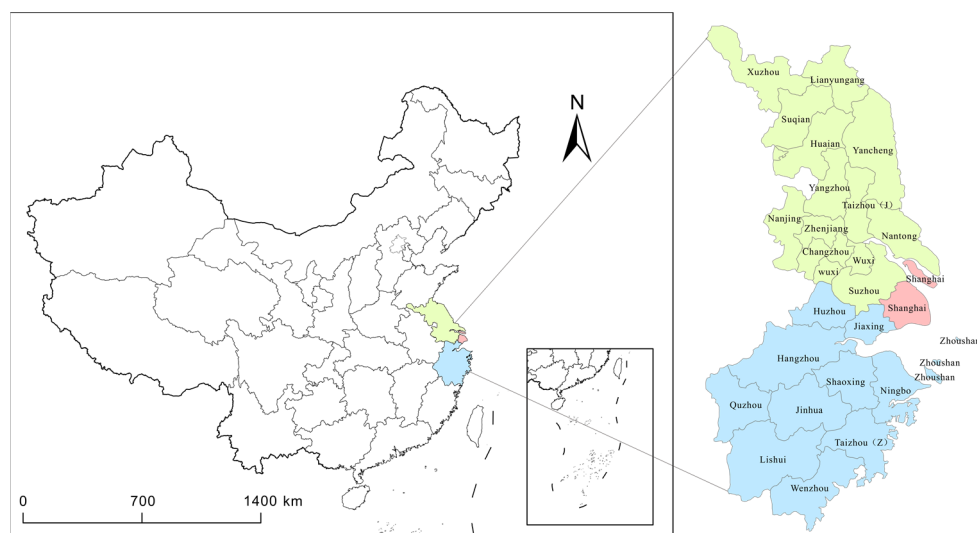 N
0 700 1400 km
Xuzhou
Lianyungang
Suqian
Huaian
Yancheng
Yangzhou
Taizhou（J）
Nanjing
Zhenjiang
Nantong
Changzhou
Wuxi
wuxi
Shanghai
Suzhou
Shanghai
Huzhou
Jiaxing
Zhoushan
Hangzhou
Zhoushan
Shaoxing
Zhoushan
Ningbo
Quzhou
Jinhua
Taizhou（Z）
Lishui
Wenzhou